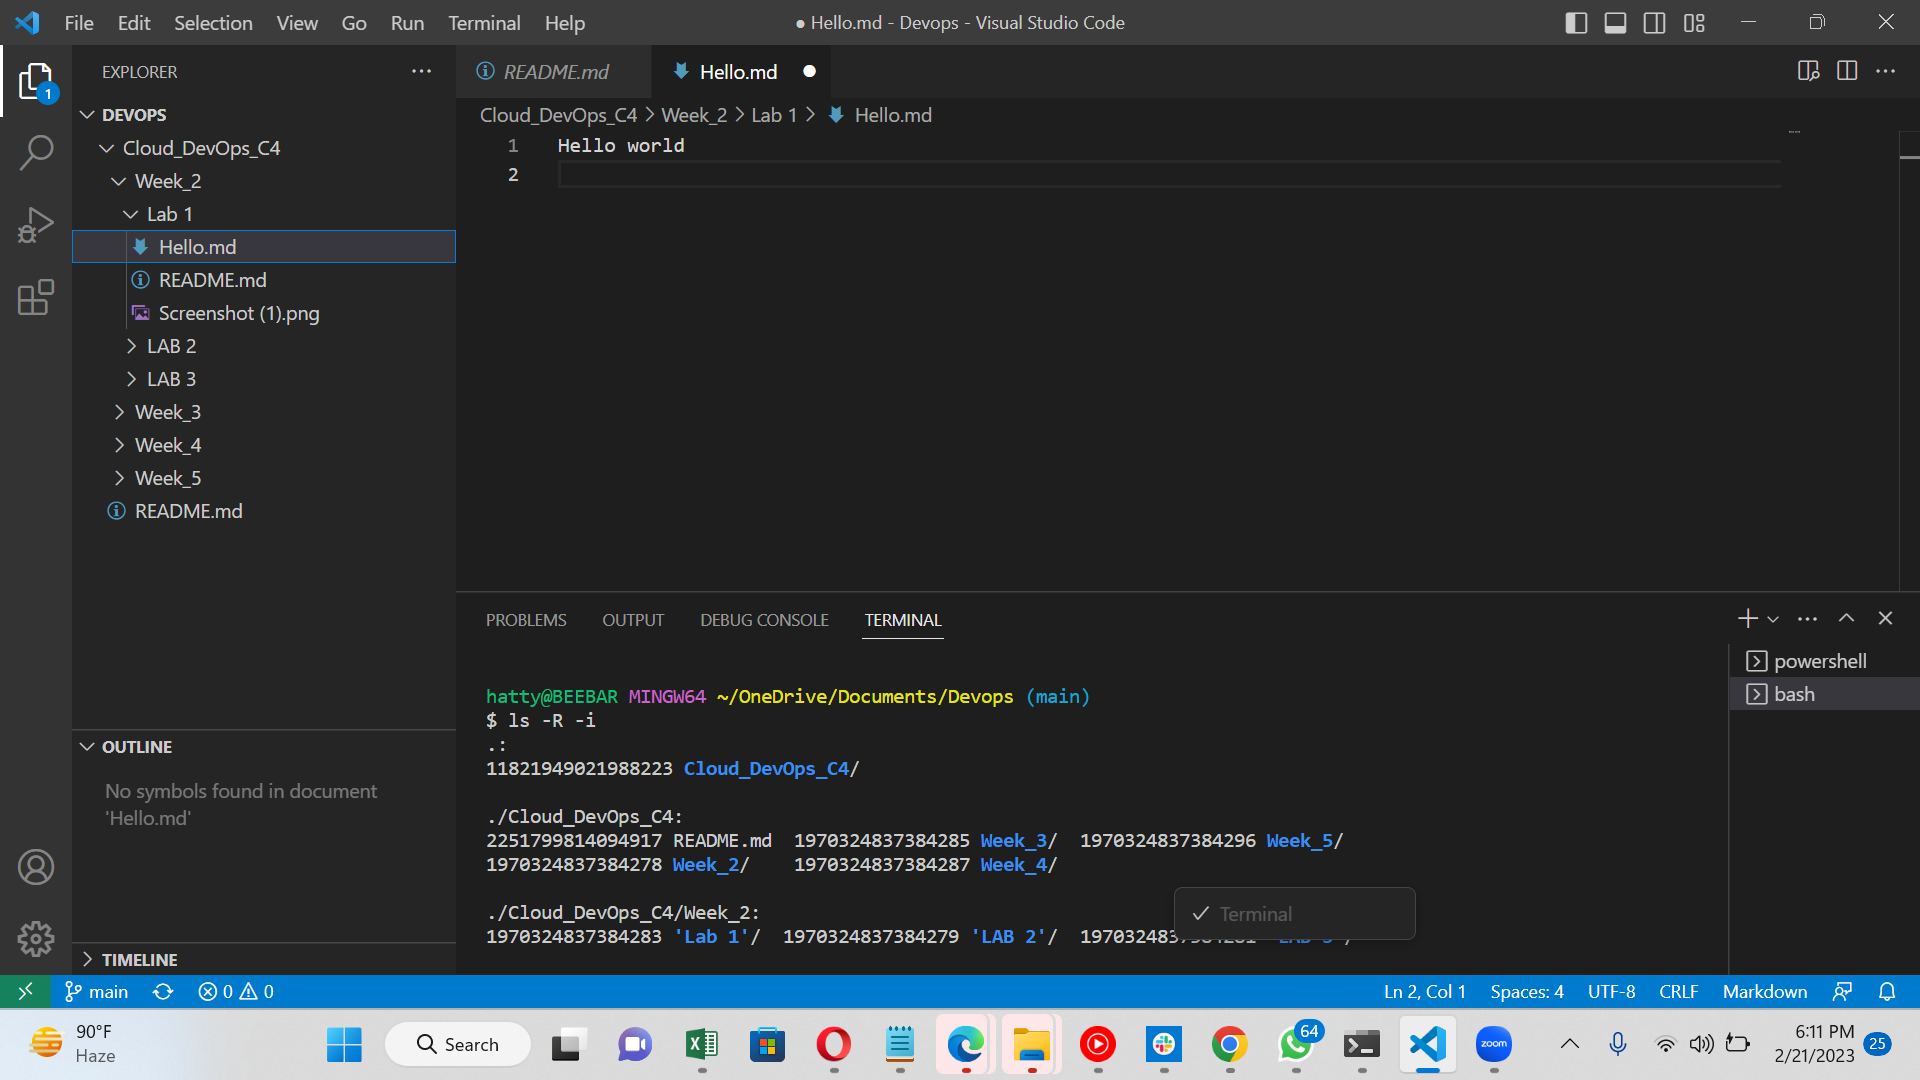 File Edit Selection View Go Run Terminal Help
● Hello.md - Devops - Visual Studio Code
EXPLORER
README.md
Hello.md
DEVOPS
Cloud_DevOps_C4
Week_2
Lab 1
Hello.md
README.md
Screenshot (1).png
LAB 2
LAB 3
Week_3
Week_4
Week_5
README.md
Cloud_DevOps_C4 > Week_2 > Lab 1 > Hello.md
1 Hello world
2
PROBLEMS OUTPUT DEBUG CONSOLE TERMINAL
powershell
bash
hatty@BEEBAR MINGW64 ~/OneDrive/Documents/Devops (main)
$ ls -R -i
.:
11821949021988223 Cloud_DevOps_C4/
./Cloud_DevOps_C4:
2251799814094917 README.md 1970324837384285 Week_3/ 1970324837384296 Week_5/
1970324837384278 Week_2/ 1970324837384287 Week_4/
./Cloud_DevOps_C4/Week_2:
1970324837384283 'Lab 1'/ 1970324837384279 'LAB 2'/
Terminal
OUTLINE
No symbols found in document
'Hello.md'
TIMELINE
1
main 0 0
Ln 2, Col 1 Spaces: 4 UTF-8 CRLF Markdown
90°F
Haze
Search
64
zoom
6:11 PM
2/21/2023
25